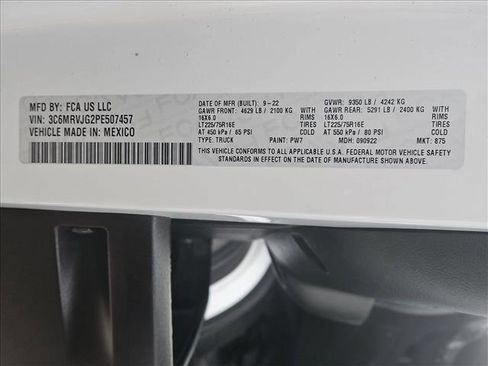 MFD BY: FCA US LLC
VIN: 3C6MRVJG2PE507457
VEHICLE MADE IN: MEXICO
DATE OF MFR (BUILT): 9-22 GVWR: 9350 LB / 4242 KG
GAWR FRONT: 4629 LB / 2100 KG GAWR REAR: 5291 LB / 2400 KG
16X6.0 RIMS 16X6.0 RIMS
LT225/75R16E TIRES LT225/75R16E TIRES
AT 450 kPa / 65 PSI AT 550 kPa / 80 PSI
TYPE: TRUCK PAINT: PW7 MDH: 090922 MKT: 875
THIS VEHICLE CONFORMS TO ALL APPLICABLE U.S.A. FEDERAL MOTOR VEHICLE SAFETY
STANDARDS IN EFFECT ON THE DATE OF MANUFACTURE SHOWN ABOVE.